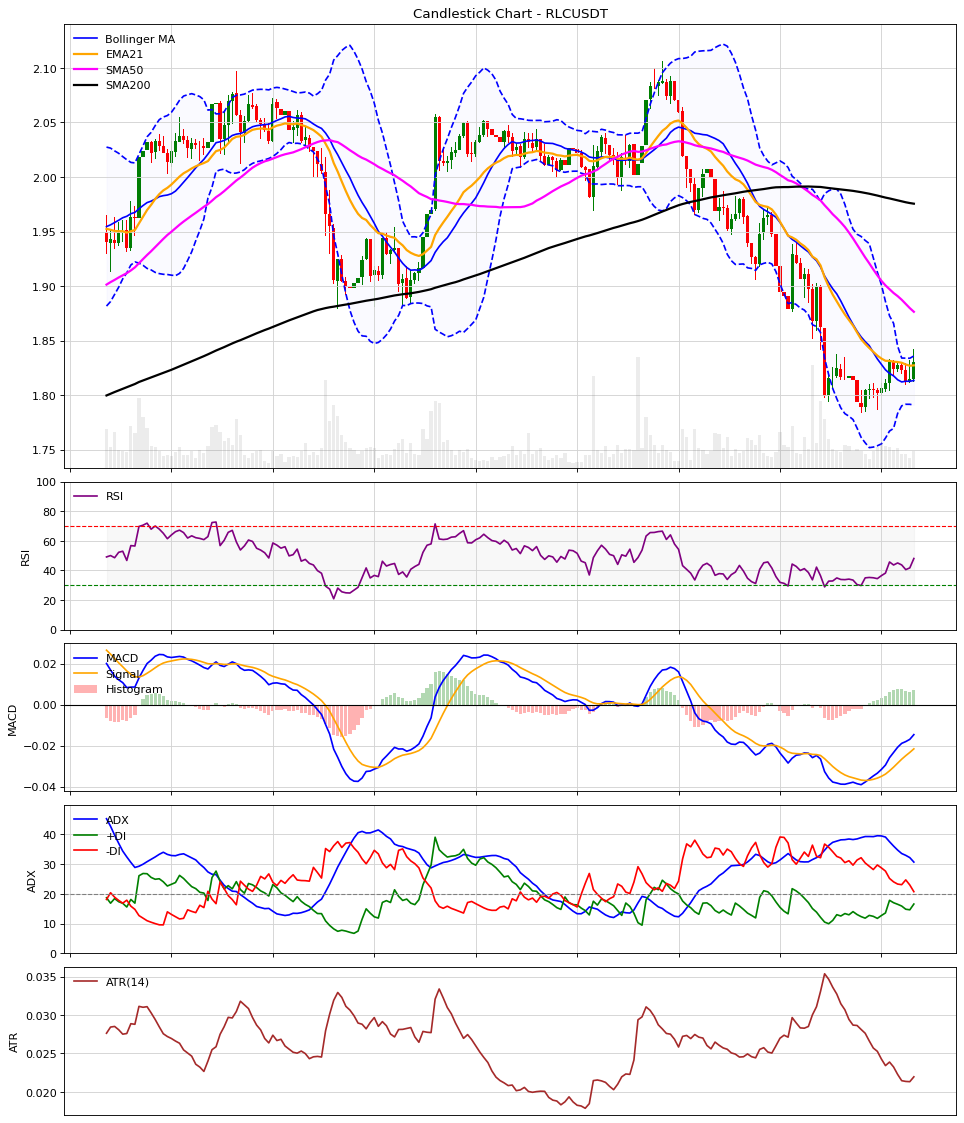 Candlestick Chart - RLCUSDT
Bollinger MA
EMA21
SMA50
SMA200
2.10
2.05
2.00
1.95
1.90
1.85
1.80
1.75
RSI
100
80
60
40
20
0
RSI
MACD
Signal
Histogram
0.02
0.00
−0.02
−0.04
MACD
ADX
+DI
-DI
40
30
20
10
0
ADX
ATR(14)
0.035
0.030
0.025
0.020
ATR